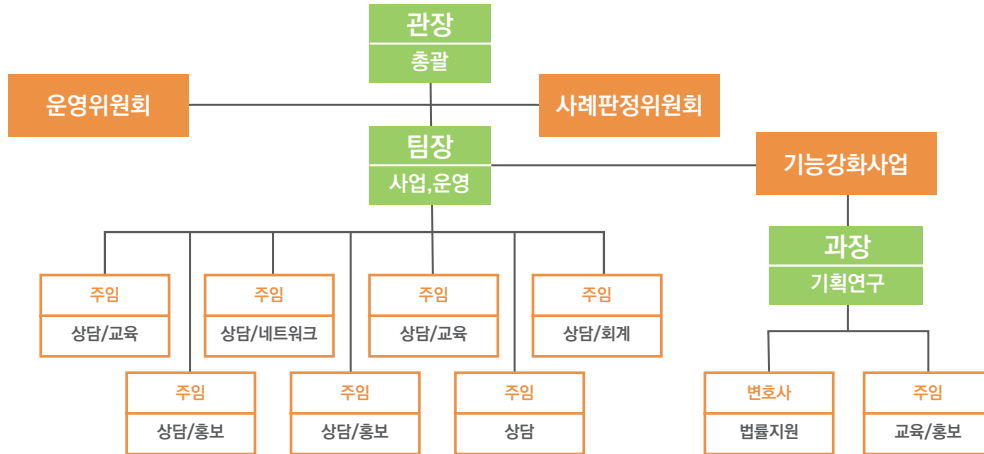 관장
총괄
운영위원회
사례판정위원회
팀장
사업,운영
기능강화사업
과장
기획연구
주임
상담/교육
주임
상담/네트워크
주임
상담/교육
주임
상담/회계
주임
상담/홍보
주임
상담/홍보
주임
상담
변호사
법률지원
주임
교육/홍보